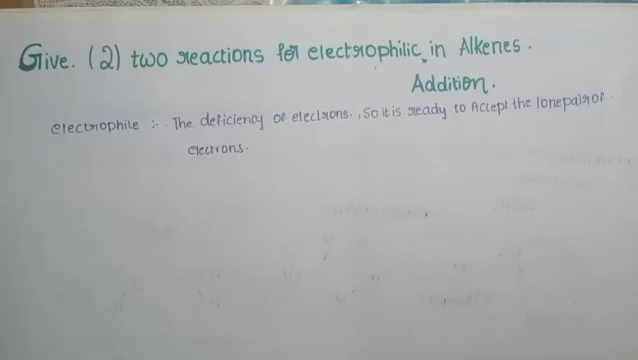 Give. (2) two reactions for electrophilic in Alkenes.
Addition.
electrophile :- The deficiency of electrons., So it is ready to Accept the lonepair of
electrons.